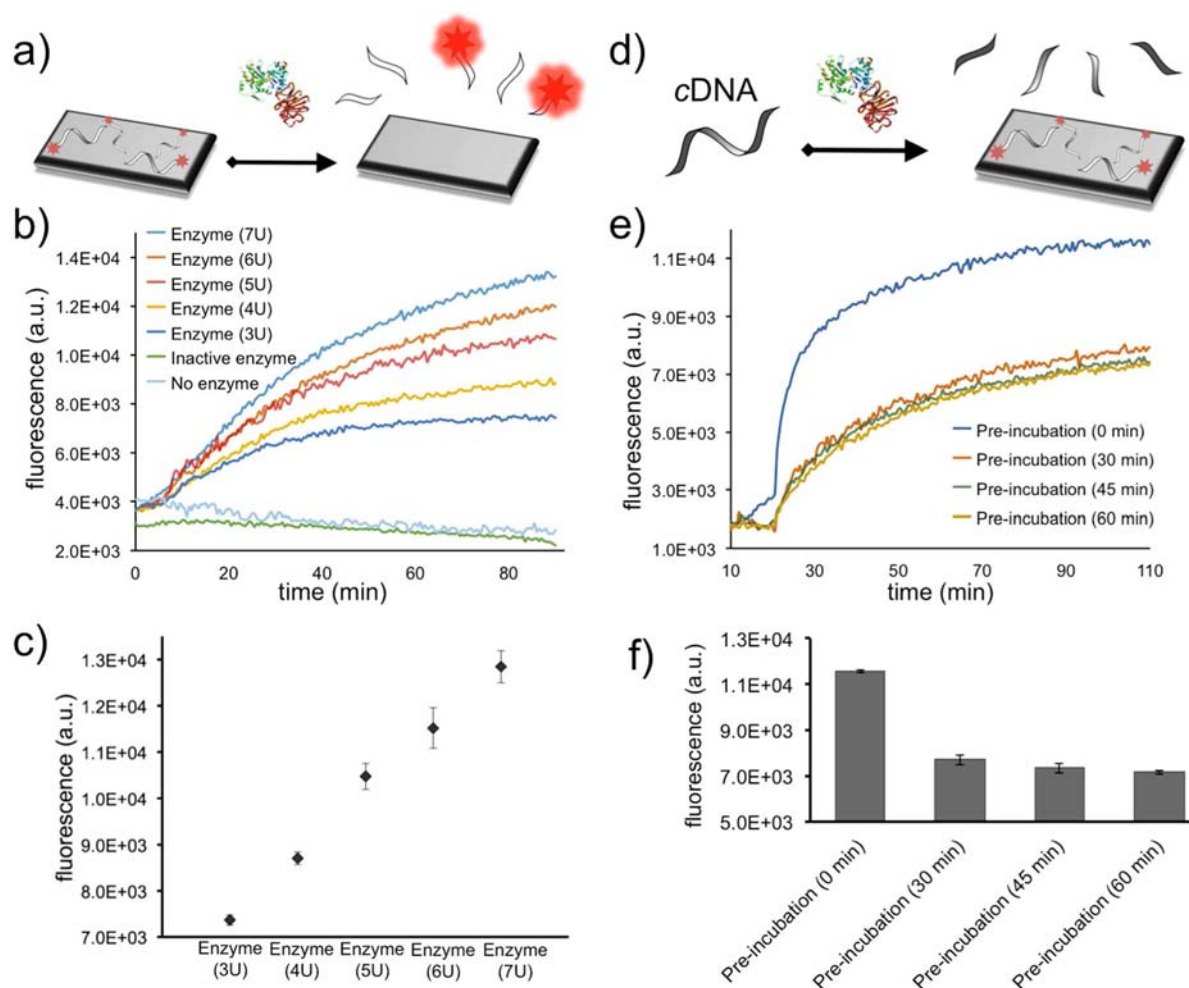 a)
d)
cDNA
b)
Enzyme (7U)
Enzyme (6U)
Enzyme (5U)
Enzyme (4U)
Enzyme (3U)
Inactive enzyme
No enzyme
fluorescence (a.u.)
1.4E+04
1.2E+04
1.0E+04
8.0E+03
6.0E+03
4.0E+03
2.0E+03
0
20
40
60
80
time (min)
e)
fluorescence (a.u.)
1.1E+04
9.0E+03
7.0E+03
5.0E+03
3.0E+03
1.0E+03
Pre-incubation (0 min)
Pre-incubation (30 min)
Pre-incubation (45 min)
Pre-incubation (60 min)
10
30
50
70
90
110
time (min)
c)
fluorescence (a.u.)
1.3E+04
1.2E+04
1.1E+04
1.0E+04
9.0E+03
8.0E+03
7.0E+03
Enzyme
(3U)
Enzyme
(4U)
Enzyme
(5U)
Enzyme
(6U)
Enzyme
(7U)
f)
fluorescence (a.u.)
1.3E+04
1.1E+04
9.0E+03
7.0E+03
5.0E+03
Pre-incubation (0 min)
Pre-incubation (30 min)
Pre-incubation (45 min)
Pre-incubation (60 min)